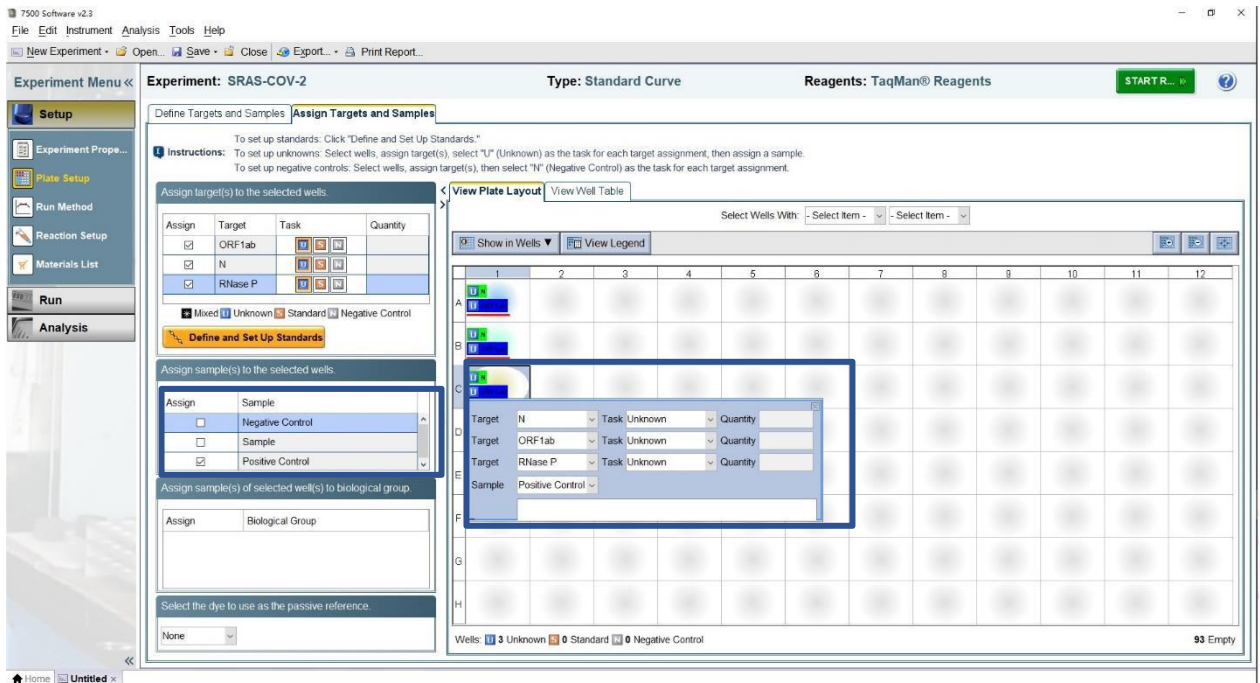 7500 Software v2.3
File Edit Instrument Analysis Tools Help
New Experiment Open... Save Close Export... Print Report...
Experiment Menu «
Experiment: SRAS-COV-2 Type: Standard Curve Reagents: TaqMan® Reagents START R... »
Setup
Experiment Prope...
Plate Setup
Run Method
Reaction Setup
Materials List
Run
Analysis
Define Targets and Samples Assign Targets and Samples
Instructions: To set up standards: Click "Define and Set Up Standards."
To set up unknowns: Select wells, assign target(s), select "U" (Unknown) as the task for each target assignment, then assign a sample.
To set up negative controls: Select wells, assign target(s), then select "N" (Negative Control) as the task for each target assignment.
Assign target(s) to the selected wells.
Assign Target Task Quantity
ORF1ab U S N
N U S N
RNase P U S N
Mixed U Unknown S Standard N Negative Control
Define and Set Up Standards
Assign sample(s) to the selected wells.
Assign Sample
Negative Control
Sample
Positive Control
Assign sample(s) of selected well(s) to biological group.
Assign Biological Group
Select the dye to use as the passive reference.
None
«
View Plate Layout View Well Table
Select Wells With: - Select Item - - Select Item -
Show in Wells ▼ View Legend
1 2 3 4 5 6 7 8 9 10 11 12
A U N
U
B U N
U
C U N
U
D
E
F
G
H
Target N Task Unknown Quantity
Target ORF1ab Task Unknown Quantity
Target RNase P Task Unknown Quantity
Sample Positive Control
Wells: U 3 Unknown S 0 Standard N 0 Negative Control 93 Empty
Home Untitled ×